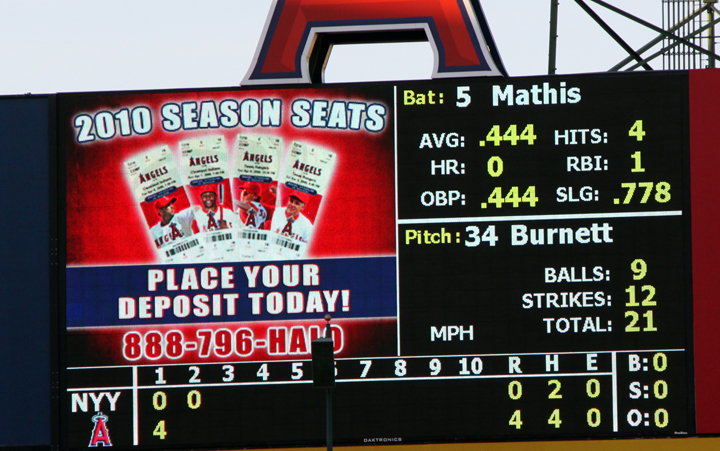 2010 SEASON SEATS
ANGELS ANGELS ANGELS ANGELS
PLACE YOUR
DEPOSIT TODAY!
888-796-HALO
Bat: 5 Mathis
AVG: .444 HITS: 4
HR: 0 RBI: 1
OBP: .444 SLG: .778
Pitch: 34 Burnett
BALLS: 9
STRIKES: 12
MPH TOTAL: 21
1 2 3 4 5 6 7 8 9 10 R H E B: 0
NYY 0 0 0 2 0 S: 0
A 4 4 4 0 O: 0
DAKTRONICS